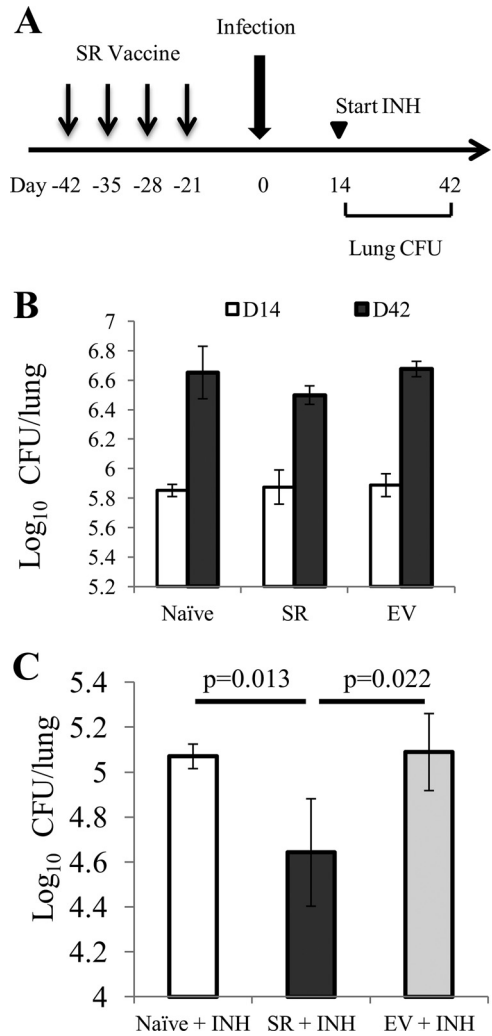 A
Infection
SR Vaccine
Start INH
Day -42 -35 -28 -21 0 14 42
Lung CFU
B
D14 D42
Log10 CFU/lung
7
6.8
6.6
6.4
6.2
6
5.8
5.6
5.4
5.2
Naïve SR EV
C
p=0.013 p=0.022
Log10 CFU/lung
5.4
5.2
5
4.8
4.6
4.4
4.2
4
Naïve + INH SR + INH EV + INH